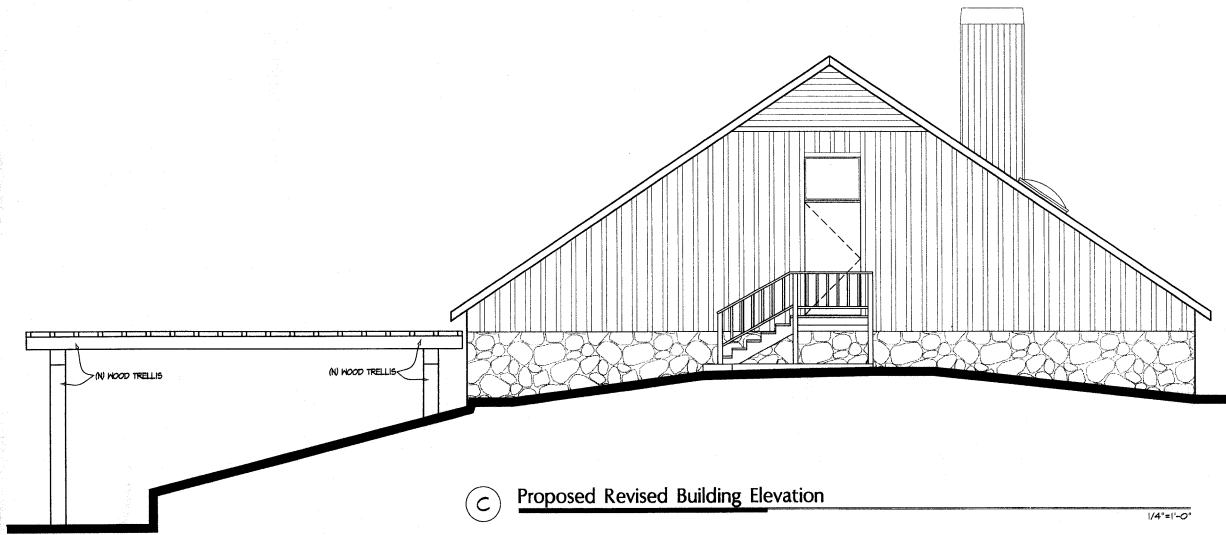 (N) WOOD TRELLIS
(N) WOOD TRELLIS
C
Proposed Revised Building Elevation
1/4"=1'-0"